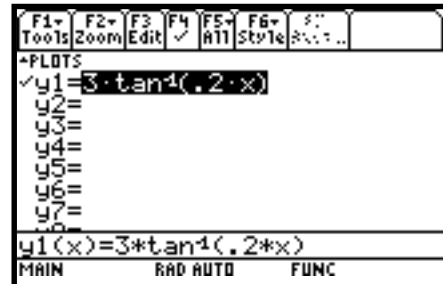 F1▾ F2▾ F3 F4 F5▾ F6▾
Tools Zoom Edit ✓ All Style
▴PLOTS
✓y1=3·tan⁻¹(.2·x)
y2=
y3=
y4=
y5=
y6=
y7=
y1(x)=3*tan⁻¹(.2*x)
MAIN RAD AUTO FUNC